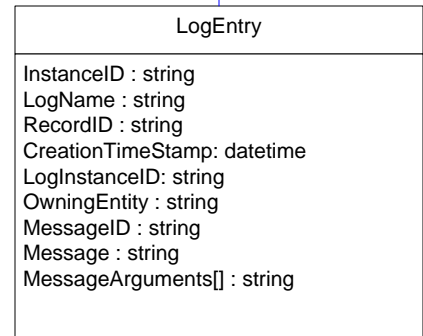 LogEntry
InstanceID : string
LogName : string
RecordID : string
CreationTimeStamp: datetime
LogInstanceID: string
OwningEntity : string
MessageID : string
Message : string
MessageArguments[] : string